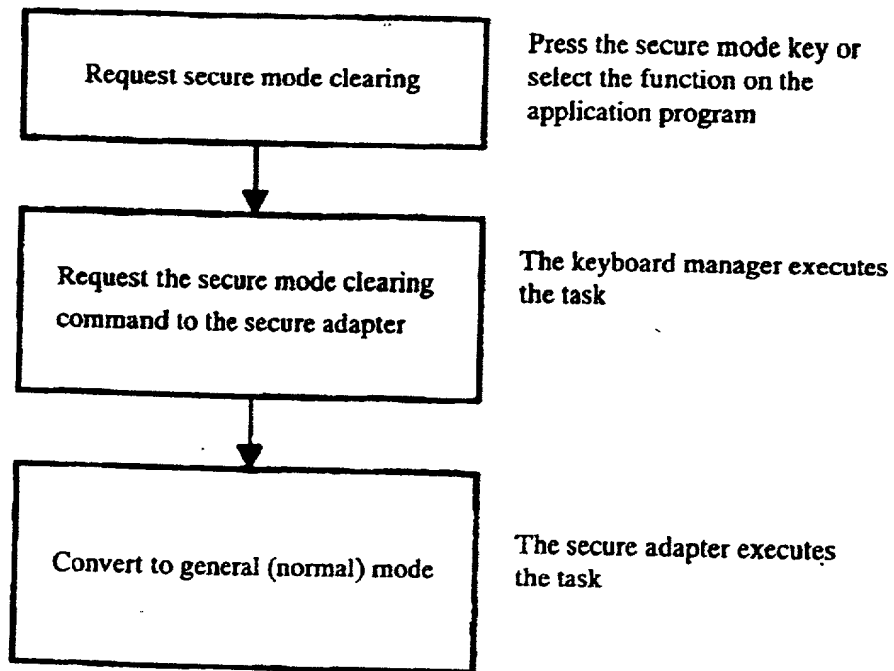 Request secure mode clearing
Press the secure mode key or
select the function on the
application program
Request the secure mode clearing
command to the secure adapter
The keyboard manager executes
the task
Convert to general (normal) mode
The secure adapter executes
the task